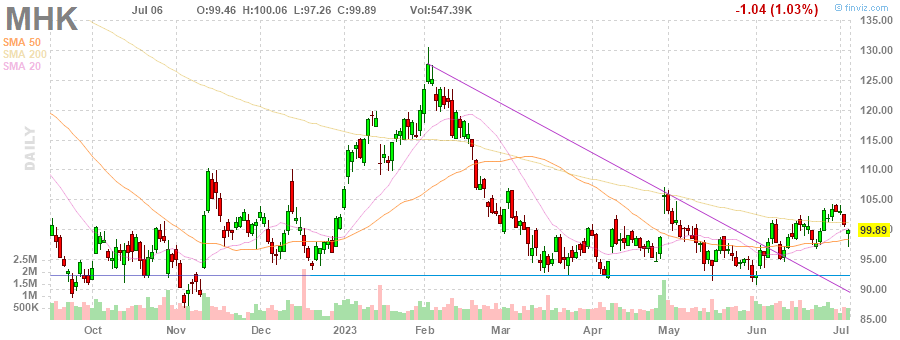 MHK Jul 06 O:99.46 H:100.06 L:97.26 C:99.89 Vol:547.39K -1.04 (1.03%) © finviz.com
SMA 50
SMA 200
SMA 20
DAILY
135.00
130.00
125.00
120.00
115.00
110.00
105.00
99.89
95.00
90.00
85.00
2.5M
2M
1.5M
1M
500K
Oct Nov Dec 2023 Feb Mar Apr May Jun Jul